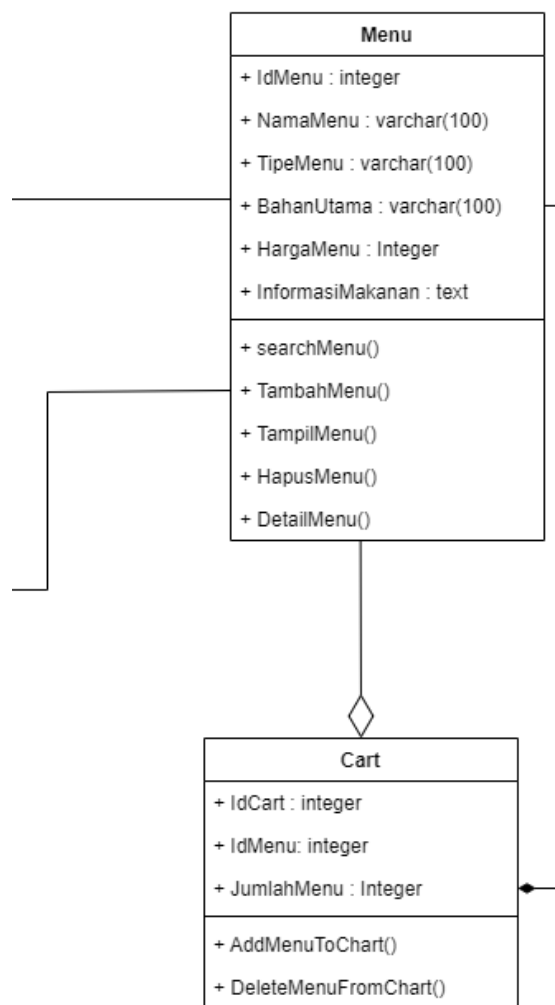 Menu
+ IdMenu : integer
+ NamaMenu : varchar(100)
+ TipeMenu : varchar(100)
+ BahanUtama : varchar(100)
+ HargaMenu : Integer
+ InformasiMakanan : text
+ searchMenu()
+ TambahMenu()
+ TampilMenu()
+ HapusMenu()
+ DetailMenu()
Cart
+ IdCart : integer
+ IdMenu: integer
+ JumlahMenu : Integer
+ AddMenuToChart()
+ DeleteMenuFromChart()